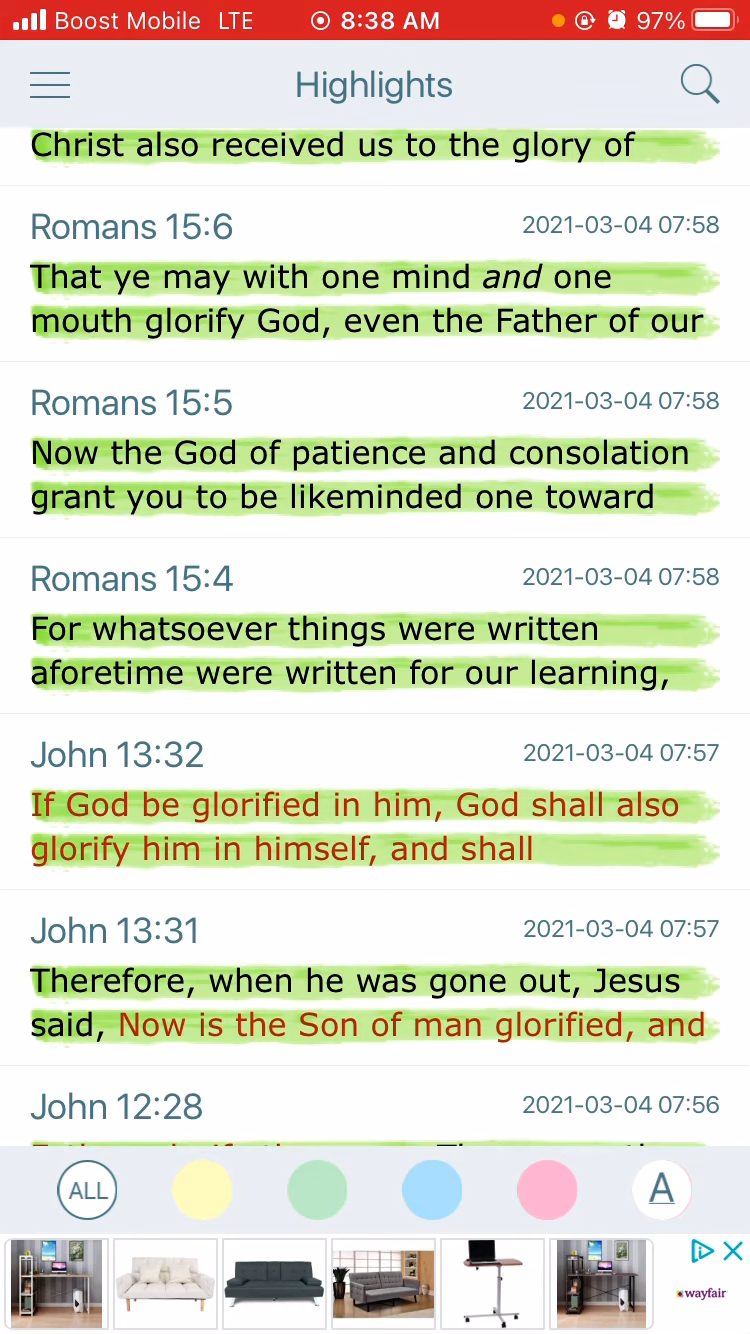 Boost Mobile LTE 8:38 AM 97%
Highlights
Christ also received us to the glory of
Romans 15:6 2021-03-04 07:58
That ye may with one mind and one
mouth glorify God, even the Father of our
Romans 15:5 2021-03-04 07:58
Now the God of patience and consolation
grant you to be likeminded one toward
Romans 15:4 2021-03-04 07:58
For whatsoever things were written
aforetime were written for our learning,
John 13:32 2021-03-04 07:57
If God be glorified in him, God shall also
glorify him in himself, and shall
John 13:31 2021-03-04 07:57
Therefore, when he was gone out, Jesus
said, Now is the Son of man glorified, and
John 12:28 2021-03-04 07:56
ALL A
wayfair